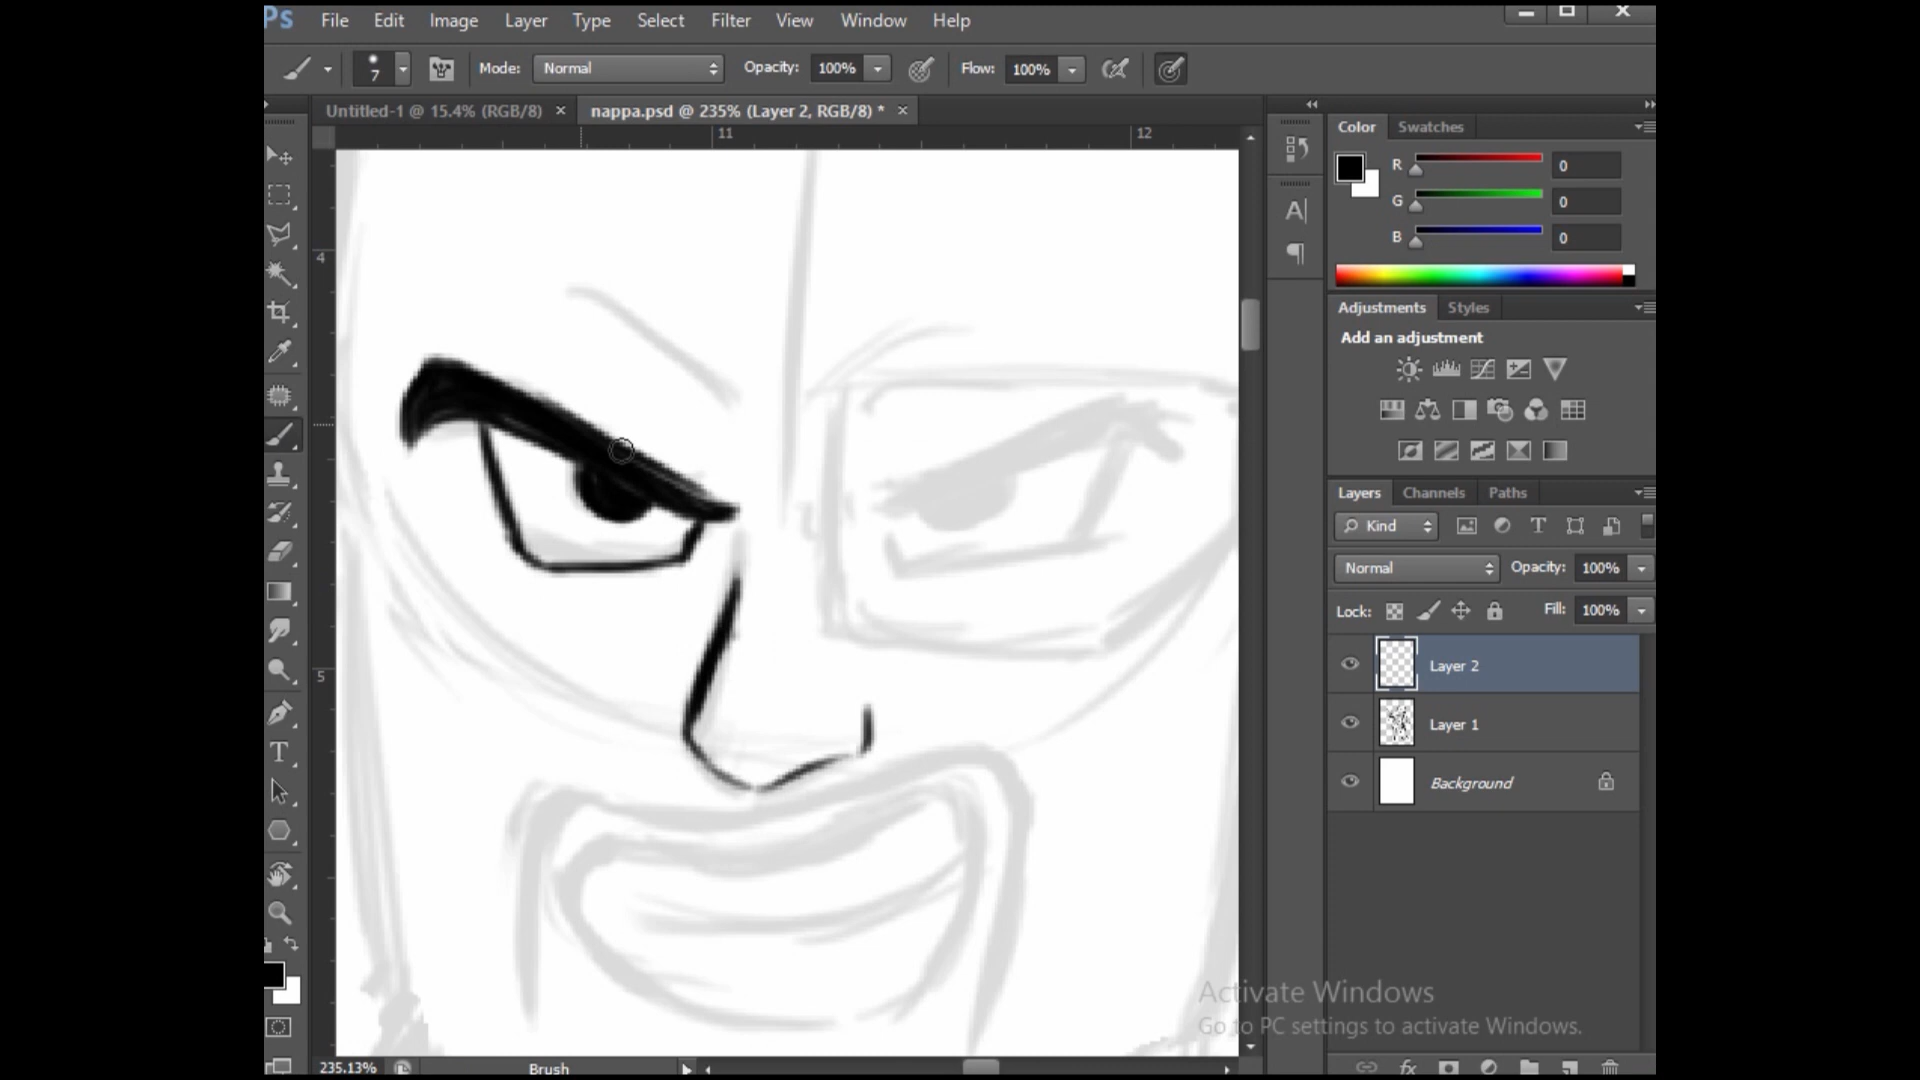 Ps File Edit Image Layer Type Select Filter View Window Help
7 Mode: Normal Opacity: 100% Flow: 100%
Untitled-1 @ 15.4% (RGB/8) × nappa.psd @ 235% (Layer 2, RGB/8) * ×
11 12
4
5
Color Swatches
R 0
G 0
B 0
Adjustments Styles
Add an adjustment
Layers Channels Paths
Kind
Normal Opacity: 100%
Lock: Fill: 100%
Layer 2
Layer 1
Background
Activate Windows
Go to PC settings to activate Windows.
235.13% Brush